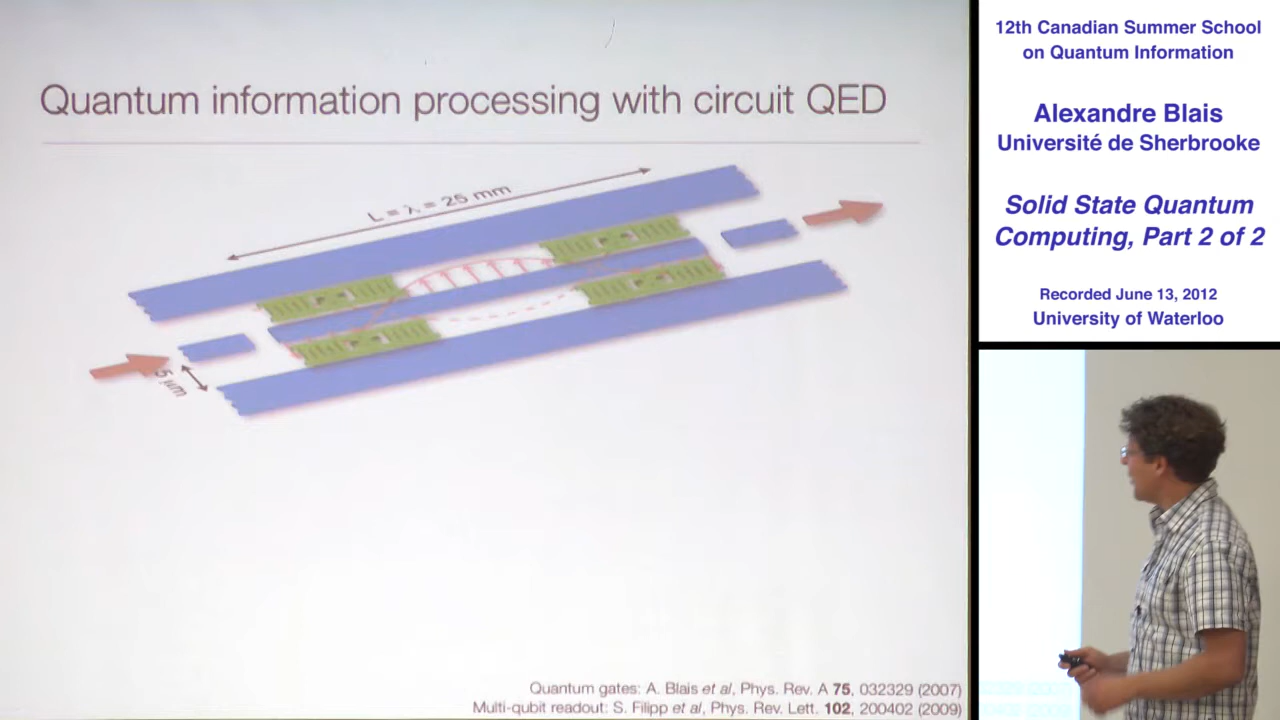 Quantum information processing with circuit QED
L = λ = 25 mm
5 μm
Quantum gates: A. Blais et al, Phys. Rev. A 75, 032329 (2007)
Multi-qubit readout: S. Filipp et al, Phys. Rev. Lett. 102, 200402 (2009)
12th Canadian Summer School
on Quantum Information
Alexandre Blais
Université de Sherbrooke
Solid State Quantum
Computing, Part 2 of 2
Recorded June 13, 2012
University of Waterloo